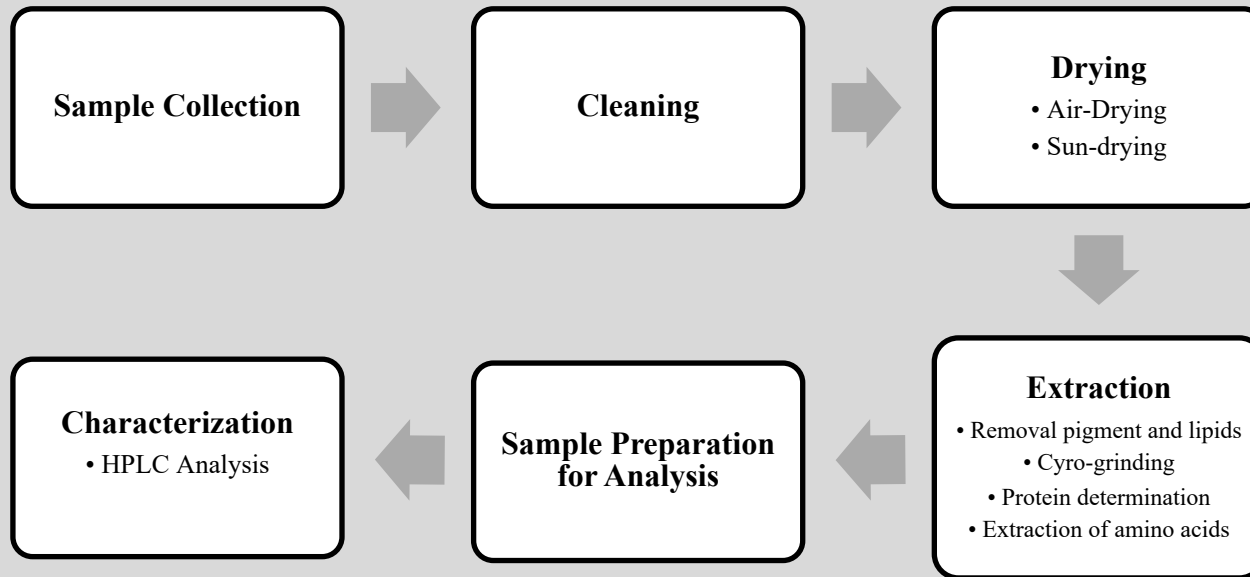 Sample Collection
Cleaning
Drying
• Air-Drying
• Sun-drying
Extraction
• Removal pigment and lipids
• Cyro-grinding
• Protein determination
• Extraction of amino acids
Sample Preparation
for Analysis
Characterization
• HPLC Analysis